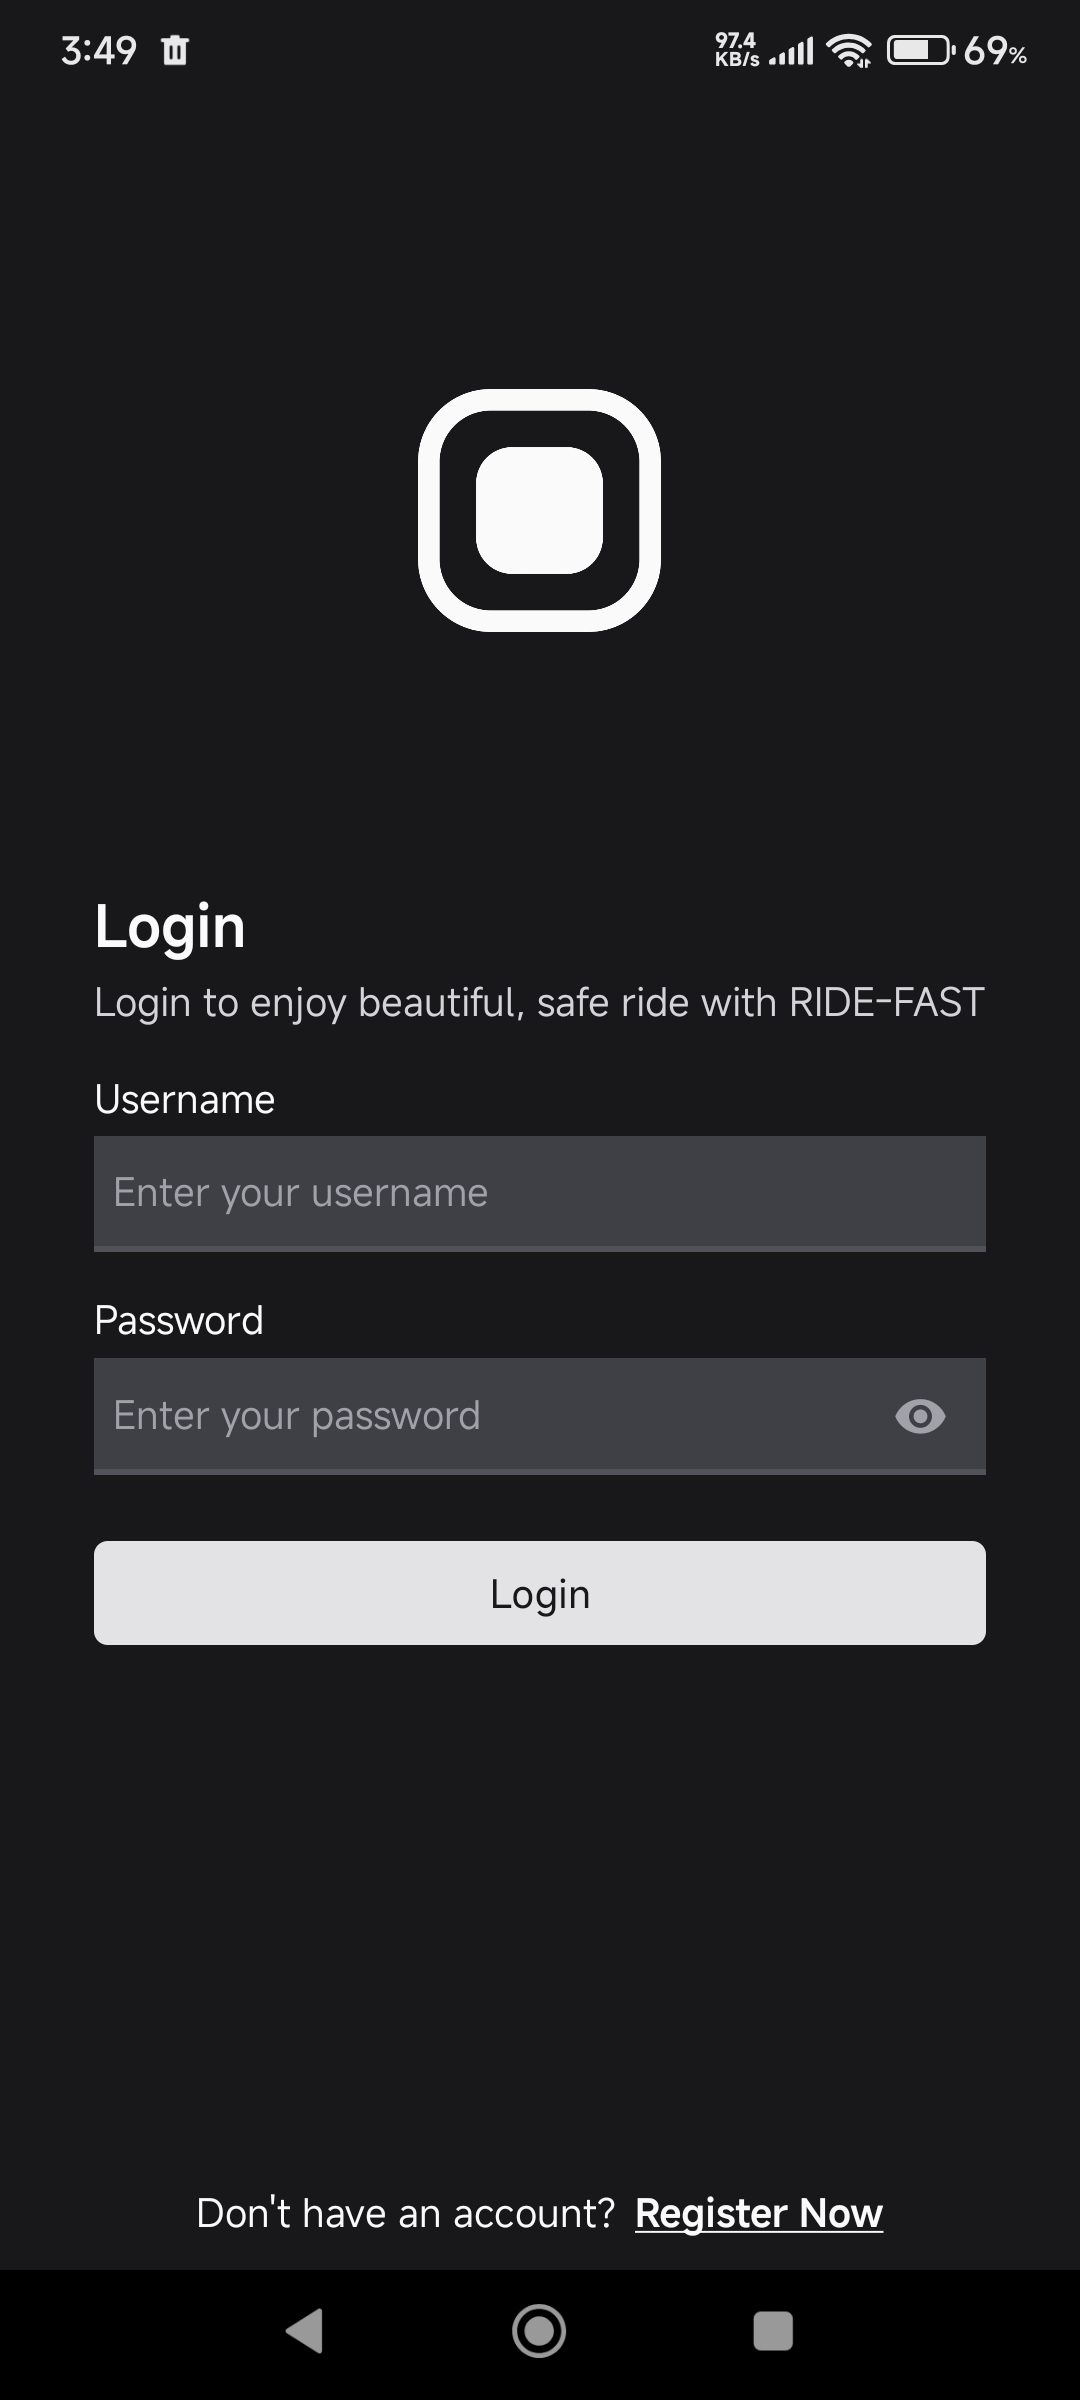 3:49
97.4
KB/s
69%
Login
Login to enjoy beautiful, safe ride with RIDE-FAST
Username
Enter your username
Password
Enter your password
Login
Don't have an account? Register Now